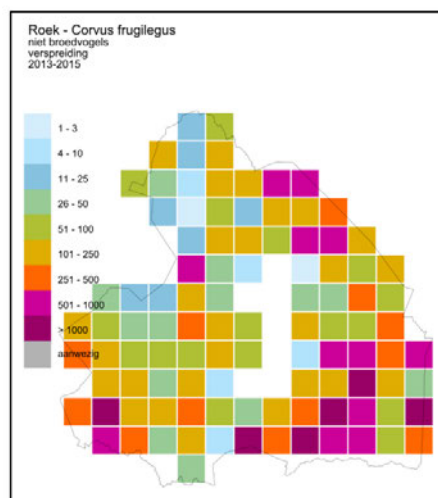 Roek - Corvus frugilegus
niet broedvogels
verspreiding
2013-2015
1 - 3
4 - 10
11 - 25
26 - 50
51 - 100
101 - 250
251 - 500
501 - 1000
> 1000
aanwezig